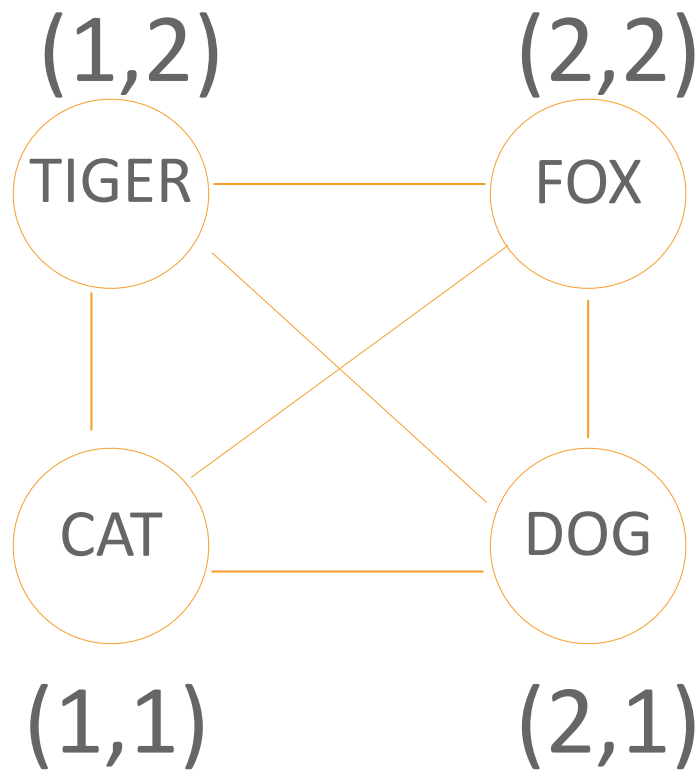 (1,2) (2,2)
TIGER FOX
CAT DOG
(1,1) (2,1)